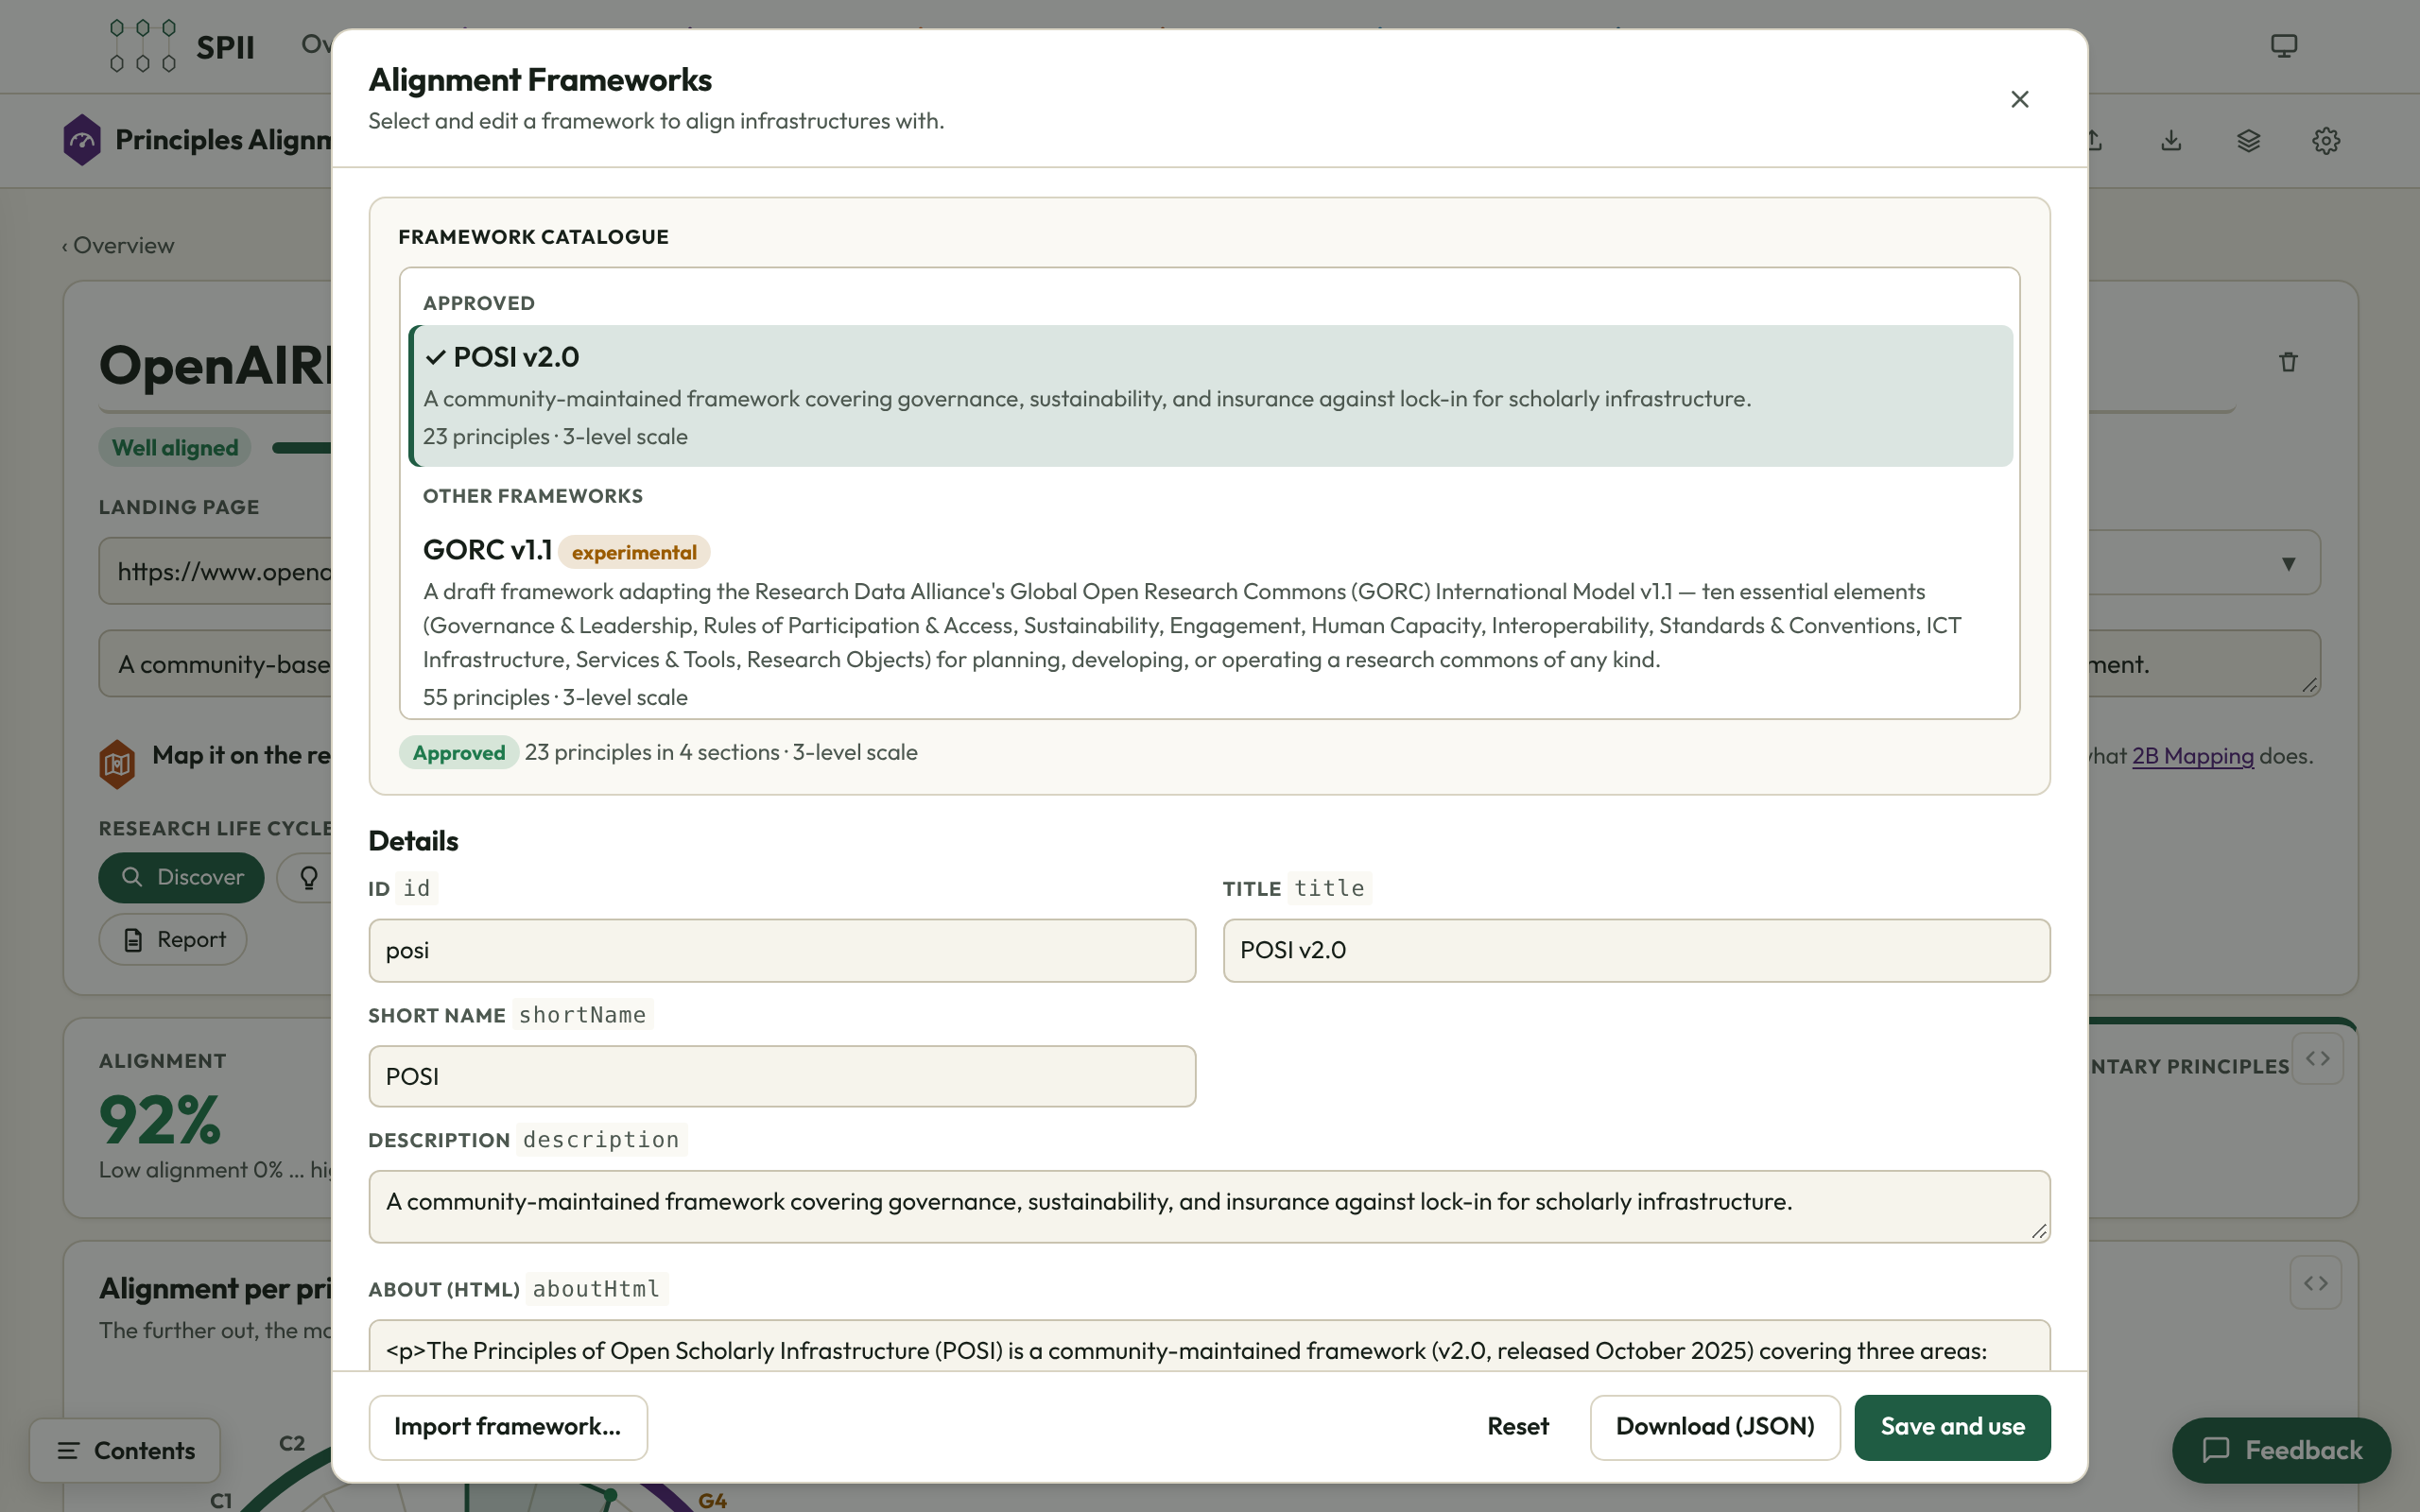 SPII
Alignment Frameworks
Select and edit a framework to align infrastructures with.
Principles Alignm
‹ Overview
FRAMEWORK CATALOGUE
APPROVED
✓ POSI v2.0
A community-maintained framework covering governance, sustainability, and insurance against lock-in for scholarly infrastructure.
23 principles · 3-level scale
OTHER FRAMEWORKS
GORC v1.1 experimental
A draft framework adapting the Research Data Alliance's Global Open Research Commons (GORC) International Model v1.1 — ten essential elements
(Governance & Leadership, Rules of Participation & Access, Sustainability, Engagement, Human Capacity, Interoperability, Standards & Conventions, ICT
Infrastructure, Services & Tools, Research Objects) for planning, developing, or operating a research commons of any kind.
55 principles · 3-level scale
Approved 23 principles in 4 sections · 3-level scale
Details
ID id
posi
TITLE title
POSI v2.0
SHORT NAME shortName
POSI
DESCRIPTION description
A community-maintained framework covering governance, sustainability, and insurance against lock-in for scholarly infrastructure.
ABOUT (HTML) aboutHtml
<p>The Principles of Open Scholarly Infrastructure (POSI) is a community-maintained framework (v2.0, released October 2025) covering three areas:
Import framework...
Reset
Download (JSON)
Save and use
OpenAIR
Well aligned
LANDING PAGE
https://www.opena
A community-base
ment.
Map it on the re
hat 2B Mapping does.
RESEARCH LIFE CYCLE
Discover
Report
ALIGNMENT
92%
Low alignment 0% ... hi
NTARY PRINCIPLES
Alignment per pri
The further out, the mo
Contents
C2
C1
G4
Feedback